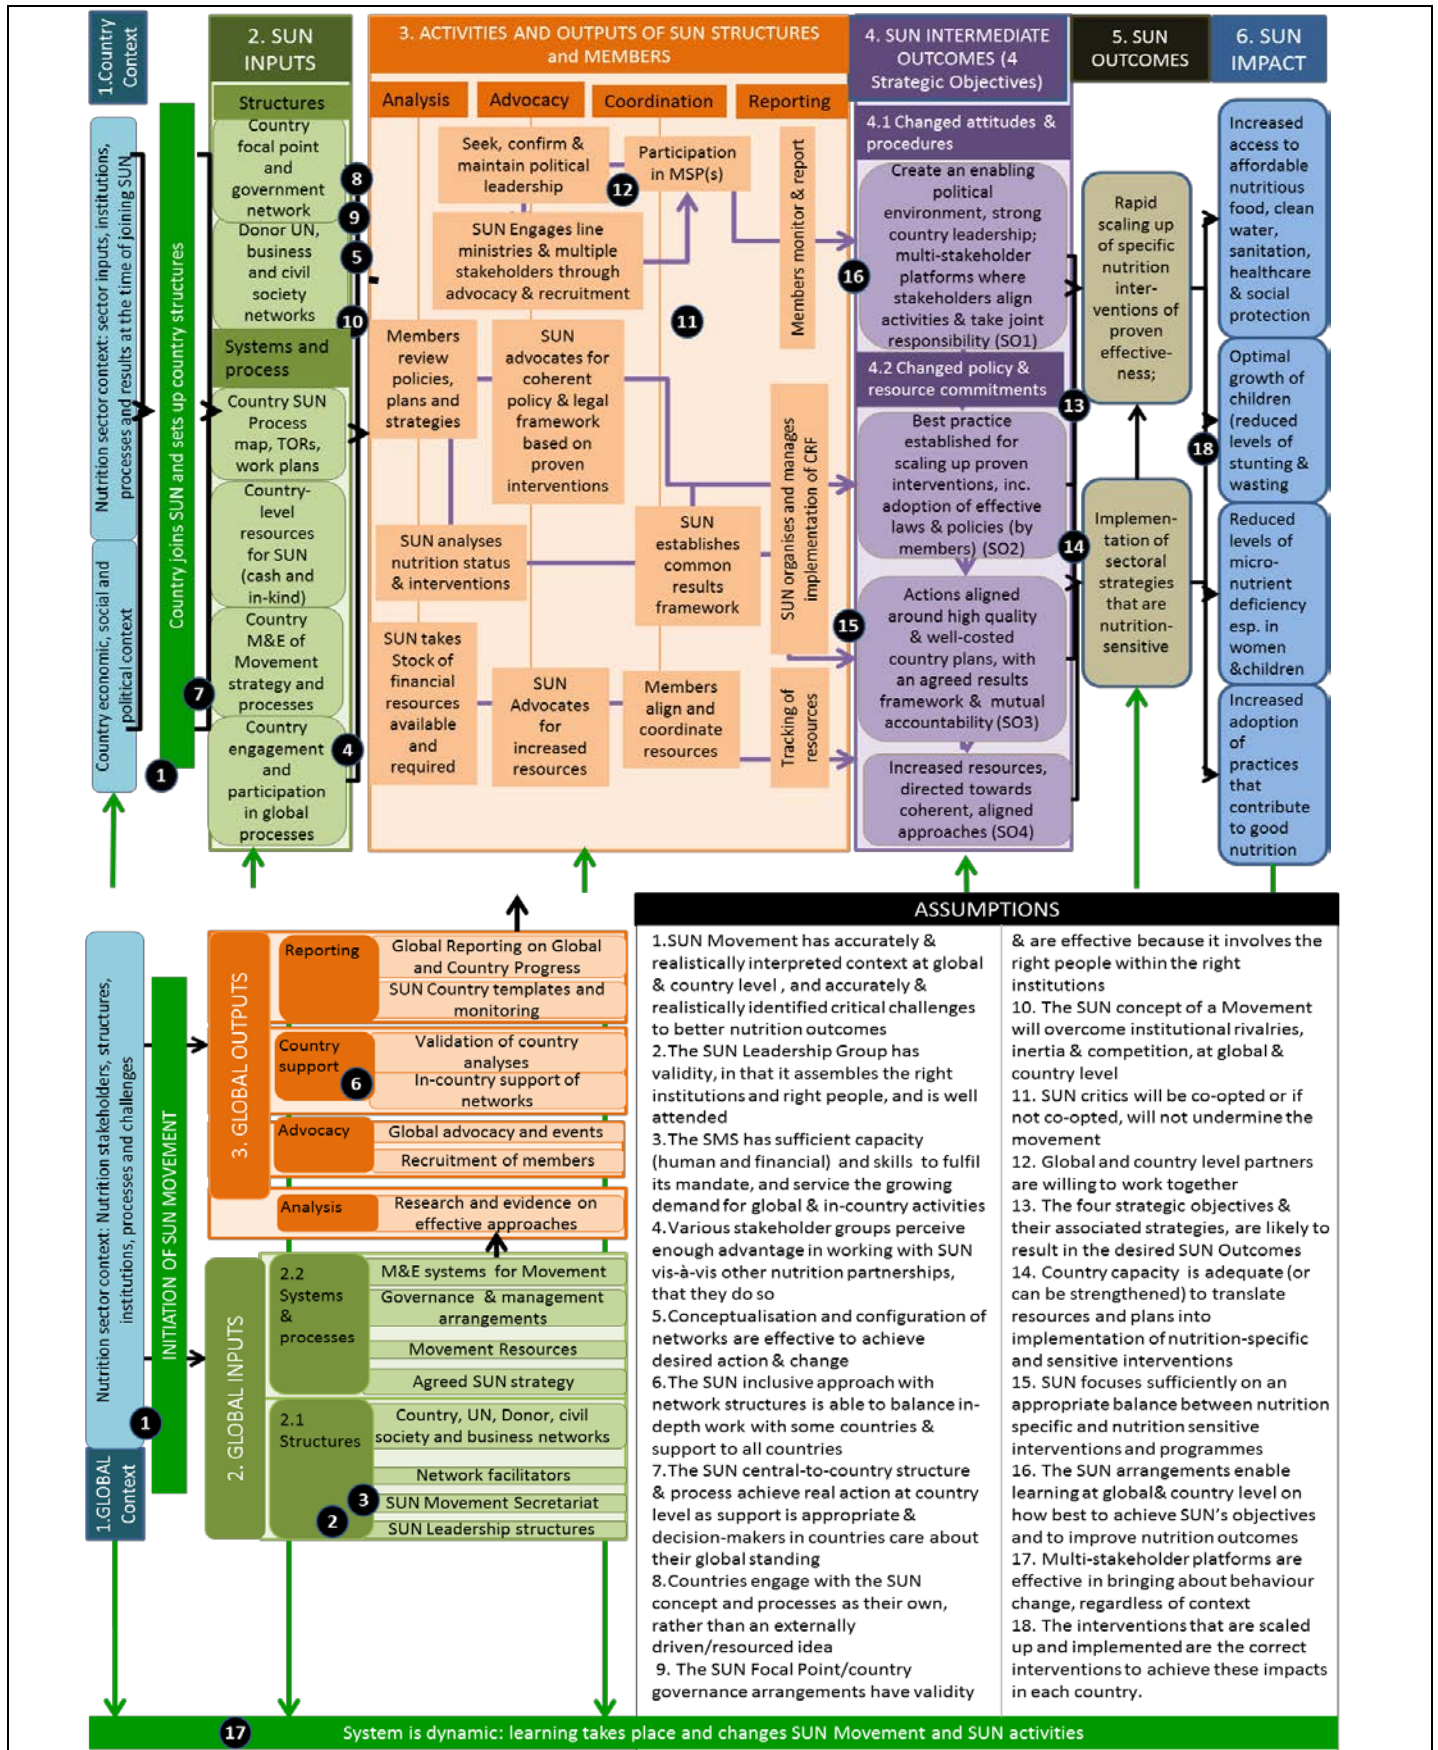 1.Country
Context
2. SUN
INPUTS
3. ACTIVITIES AND OUTPUTS OF SUN STRUCTURES
and MEMBERS
4. SUN INTERMEDIATE
OUTCOMES (4
Strategic Objectives)
5. SUN
OUTCOMES
6. SUN
IMPACT
Nutrition sector context: sector inputs, institutions,
processes and results at the time of joining SUN
Country economic, social and
political context
1
Country joins SUN and sets up country structures
7
Structures
Country
focal point
and
government
network
Donor UN,
business
and civil
society
networks
Systems and
process
Country SUN
Process
map, TORs,
work plans
Country-
level
resources
for SUN
(cash and
in-kind)
Country
M&E of
Movement
strategy and
processes
Country
engagement
and
participation
in global
processes
8
9
5
10
4
Analysis
Advocacy
Coordination
Reporting
Seek, confirm &
maintain political
leadership
12
Participation
in MSP(s)
Members monitor & report
SUN Engages line
ministries & multiple
stakeholders through
advocacy & recruitment
11
Members
review
policies,
plans and
strategies
SUN
advocates for
coherent
policy & legal
framework
based on
proven
interventions
SUN analyses
nutrition status
& interventions
SUN
establishes
common
results
framework
SUN organises and manages
implementation of CRF
SUN takes
Stock of
financial
resources
available
and
required
SUN
Advocates
for
increased
resources
Members
align and
coordinate
resources
Tracking of
resources
16
15
4.1 Changed attitudes &
procedures
Create an enabling
political
environment, strong
country leadership;
multi-stakeholder
platforms where
stakeholders align
activities & take joint
responsibility (SO1)
4.2 Changed policy &
resource commitments
Best practice
established for
scaling up proven
interventions, inc.
adoption of effective
laws & policies (by
members) (SO2)
Actions aligned
around high quality
& well-costed
country plans, with
an agreed results
framework & mutual
accountability (SO3)
Increased resources,
directed towards
coherent, aligned
approaches (SO4)
13
14
Rapid
scaling up
of specific
nutrition
inter-
ventions of
proven
effective-
ness;
Implemen-
tation of
sectoral
strategies
that are
nutrition-
sensitive
18
Increased
access to
affordable
nutritious
food, clean
water,
sanitation,
healthcare
& social
protection
Optimal
growth of
children
(reduced
levels of
stunting &
wasting
Reduced
levels of
micro-
nutrient
deficiency
esp. in
women
&children
Increased
adoption
of
practices
that
contribute
to good
nutrition
Nutrition sector context: Nutrition stakeholders, structures,
institutions, processes and challenges
1.GLOBAL
Context
1
INITIATION OF SUN MOVEMENT
3. GLOBAL OUTPUTS
Reporting
Global Reporting on Global
and Country Progress
SUN Country templates and
monitoring
Country
support
6
Validation of country
analyses
In-country support of
networks
Advocacy
Global advocacy and events
Recruitment of members
Analysis
Research and evidence on
effective approaches
2. GLOBAL INPUTS
2.2
Systems
&
processes
M&E systems for Movement
Governance & management
arrangements
Movement Resources
Agreed SUN strategy
2.1
Structures
3
2
Country, UN, Donor, civil
society and business networks
Network facilitators
SUN Movement Secretariat
SUN Leadership structures
ASSUMPTIONS
1.SUN Movement has accurately &
realistically interpreted context at global
& country level , and accurately &
realistically identified critical challenges
to better nutrition outcomes
2.The SUN Leadership Group has
validity, in that it assembles the right
institutions and right people, and is well
attended
3.The SMS has sufficient capacity
(human and financial) and skills to fulfil
its mandate, and service the growing
demand for global & in-country activities
4.Various stakeholder groups perceive
enough advantage in working with SUN
vis-à-vis other nutrition partnerships,
that they do so
5.Conceptualisation and configuration of
networks are effective to achieve
desired action & change
6.The SUN inclusive approach with
network structures is able to balance in-
depth work with some countries &
support to all countries
7.The SUN central-to-country structure
& process achieve real action at country
level as support is appropriate &
decision-makers in countries care about
their global standing
8.Countries engage with the SUN
concept and processes as their own,
rather than an externally
driven/resourced idea
9. The SUN Focal Point/country
governance arrangements have validity
& are effective because it involves the
right people within the right
institutions
10. The SUN concept of a Movement
will overcome institutional rivalries,
inertia & competition, at global &
country level
11. SUN critics will be co-opted or if
not co-opted, will not undermine the
movement
12. Global and country level partners
are willing to work together
13. The four strategic objectives &
their associated strategies, are likely to
result in the desired SUN Outcomes
14. Country capacity is adequate (or
can be strengthened) to translate
resources and plans into
implementation of nutrition-specific
and sensitive interventions
15. SUN focuses sufficiently on an
appropriate balance between nutrition
specific and nutrition sensitive
interventions and programmes
16. The SUN arrangements enable
learning at global& country level on
how best to achieve SUN's objectives
and to improve nutrition outcomes
17. Multi-stakeholder platforms are
effective in bringing about behaviour
change, regardless of context
18. The interventions that are scaled
up and implemented are the correct
interventions to achieve these impacts
in each country.
17
System is dynamic: learning takes place and changes SUN Movement and SUN activities